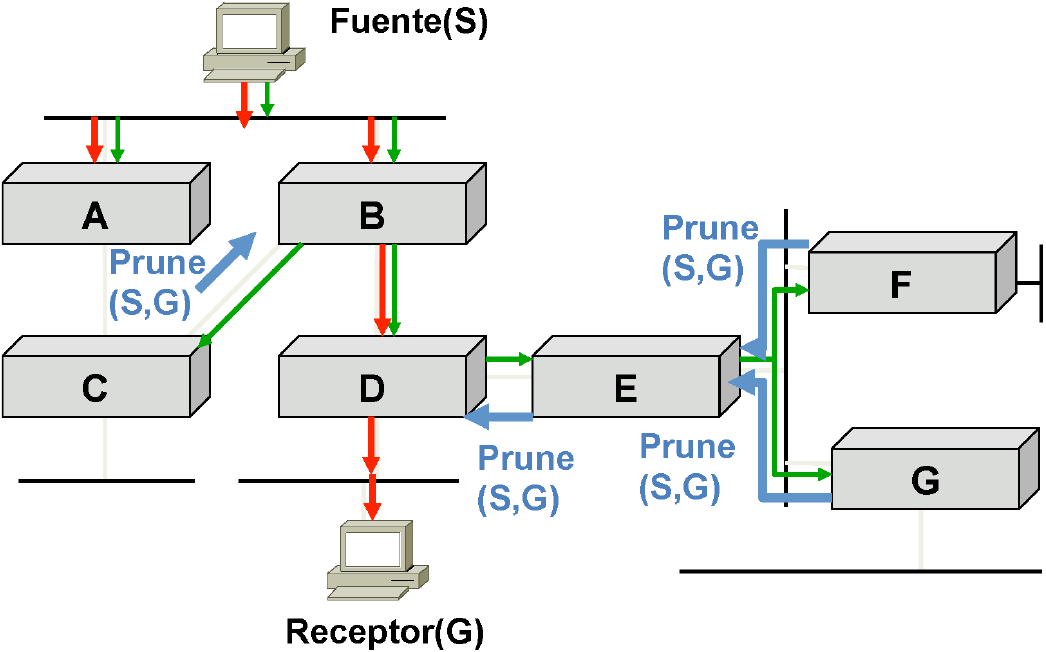 Fuente(S)
A
B
Prune
(S,G)
Prune
(S,G)
F
C
D
E
Prune
(S,G)
Prune
(S,G)
G
Receptor(G)